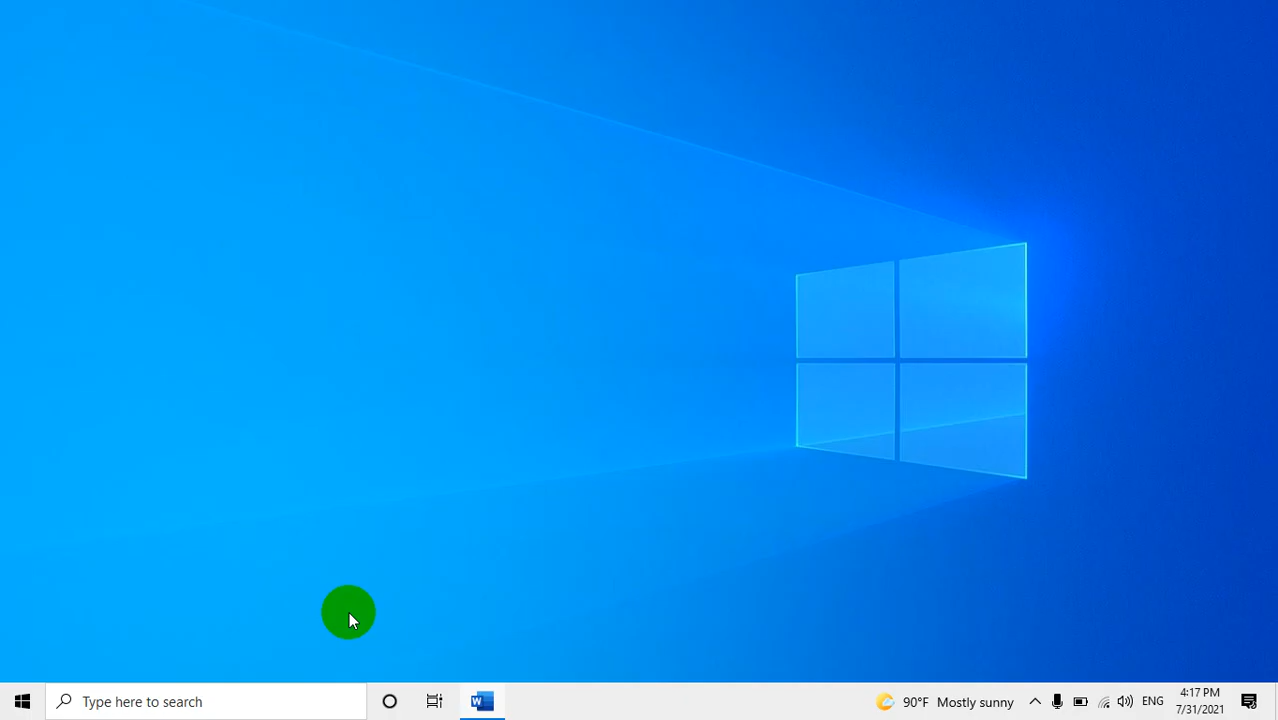 Type here to search
W
90°F Mostly sunny
ENG
4:17 PM
7/31/2021